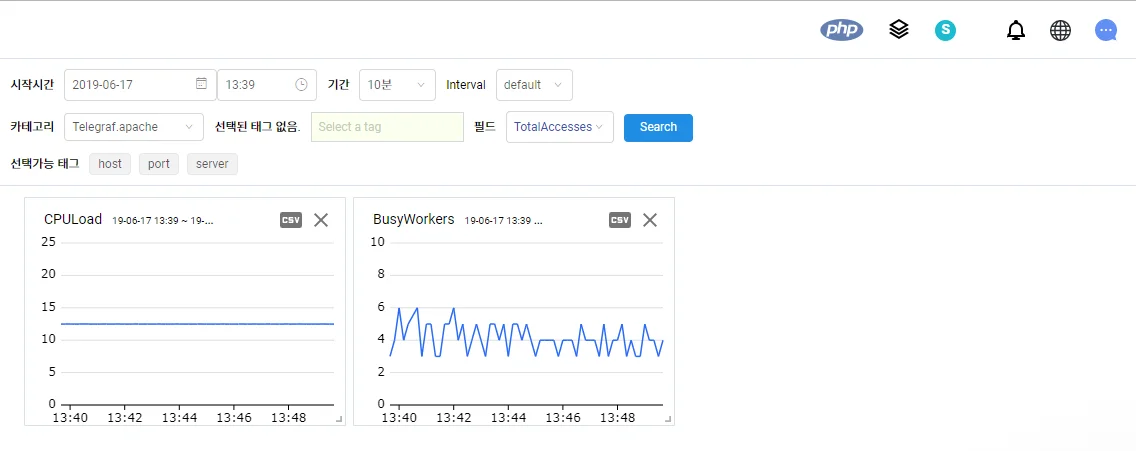 php S
시작시간 2019-06-17 13:39 기간 10분 Interval default
카테고리 Telegraf.apache 선택된 태그 없음. Select a tag 필드 TotalAccesses Search
선택가능 태그 host port server
CPULoad 19-06-17 13:39 ~ 19-... CSV
25
20
15
10
5
0
13:40 13:42 13:44 13:46 13:48
BusyWorkers 19-06-17 13:39 ... CSV
10
8
6
4
2
0
13:40 13:42 13:44 13:46 13:48